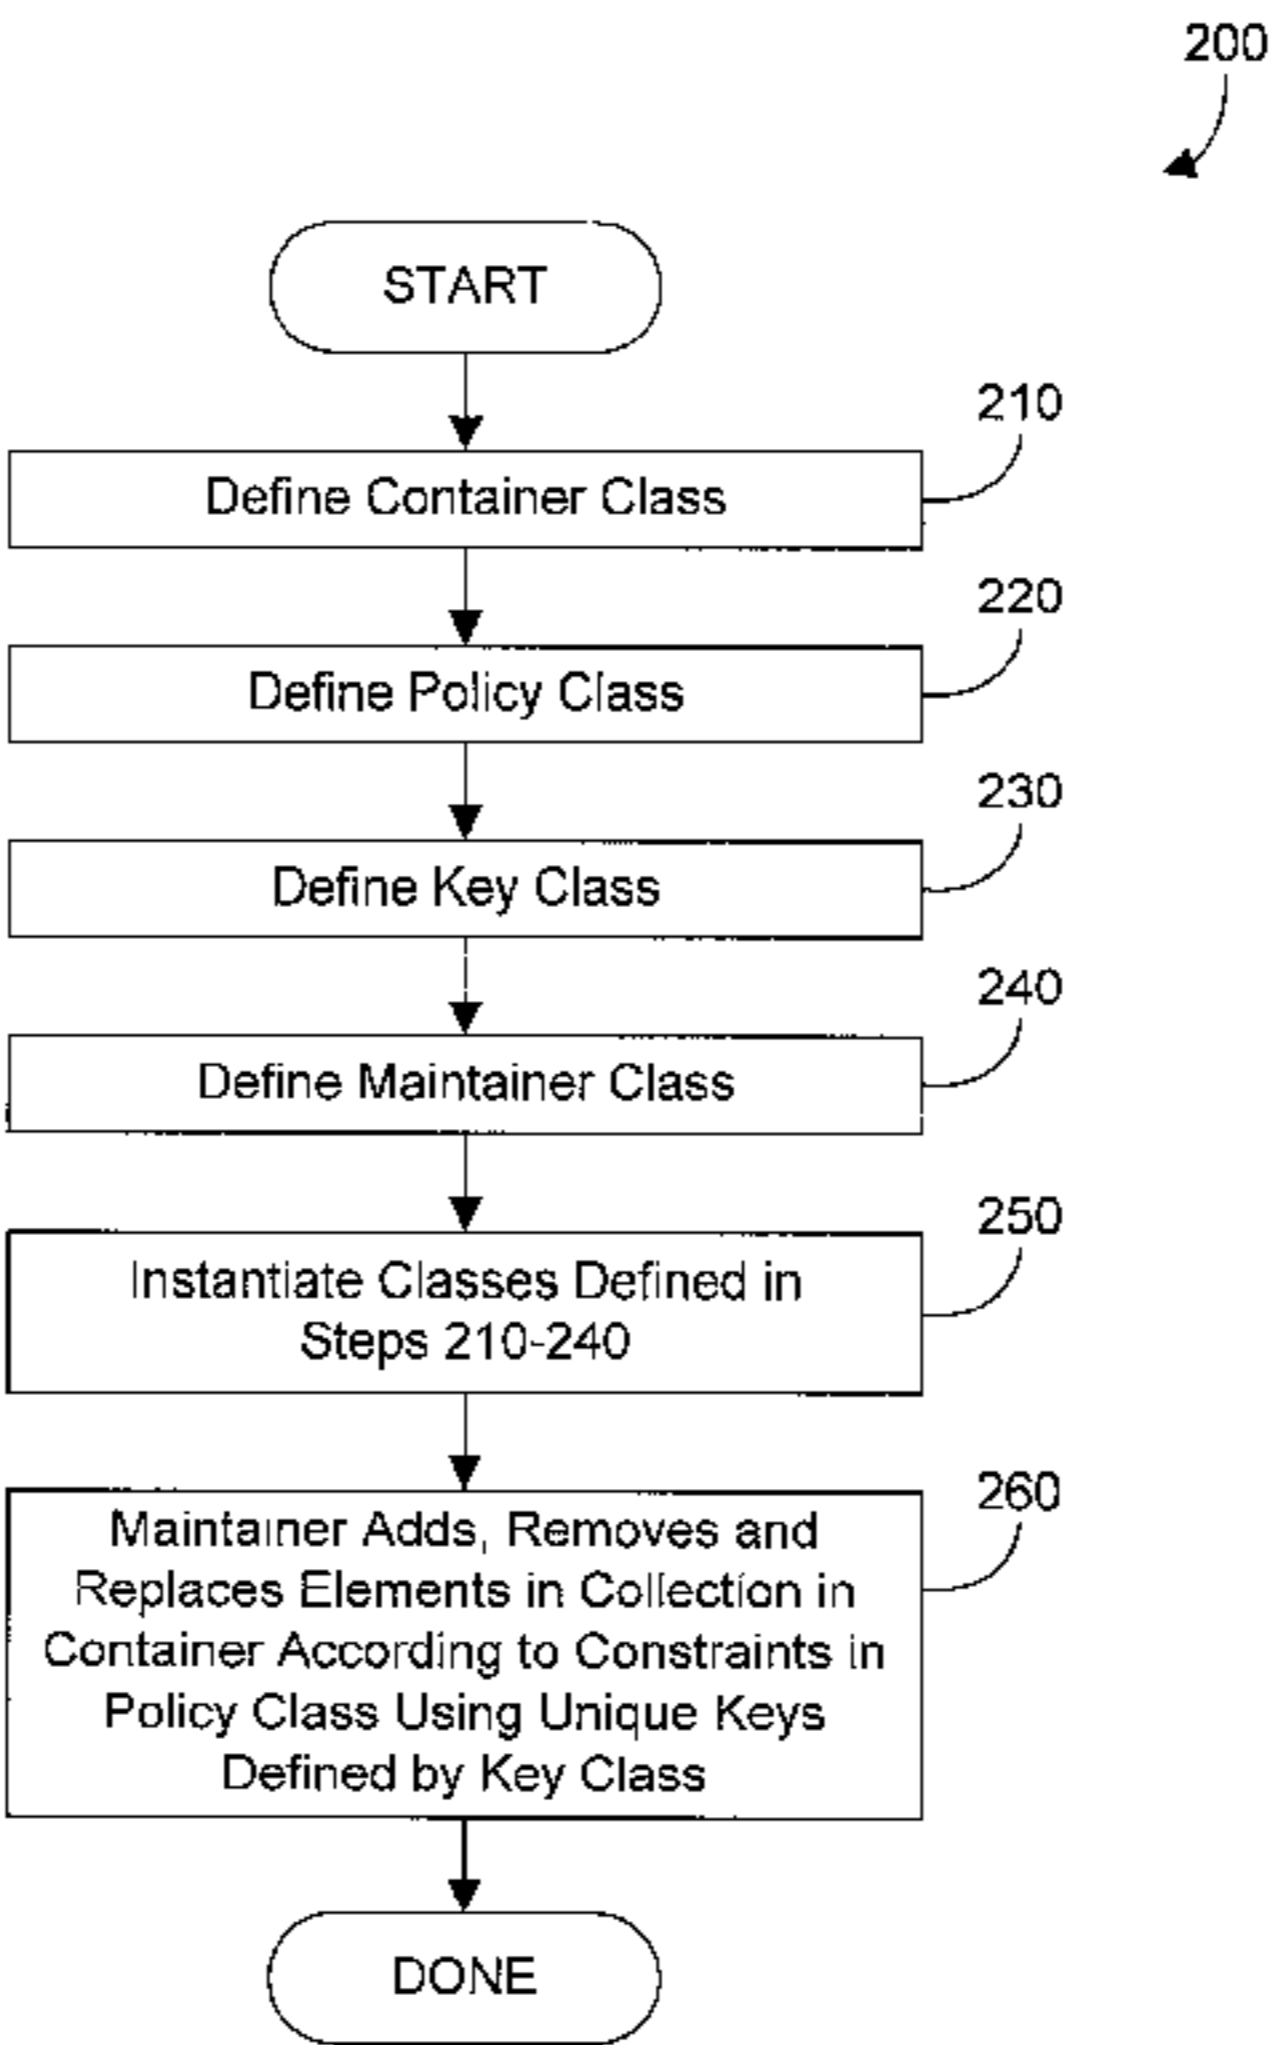 200
START
210
Define Container Class
220
Define Policy Class
230
Define Key Class
240
Define Maintainer Class
250
Instantiate Classes Defined in
Steps 210-240
260
Maintainer Adds, Removes and
Replaces Elements in Collection in
Container According to Constraints in
Policy Class Using Unique Keys
Defined by Key Class
DONE